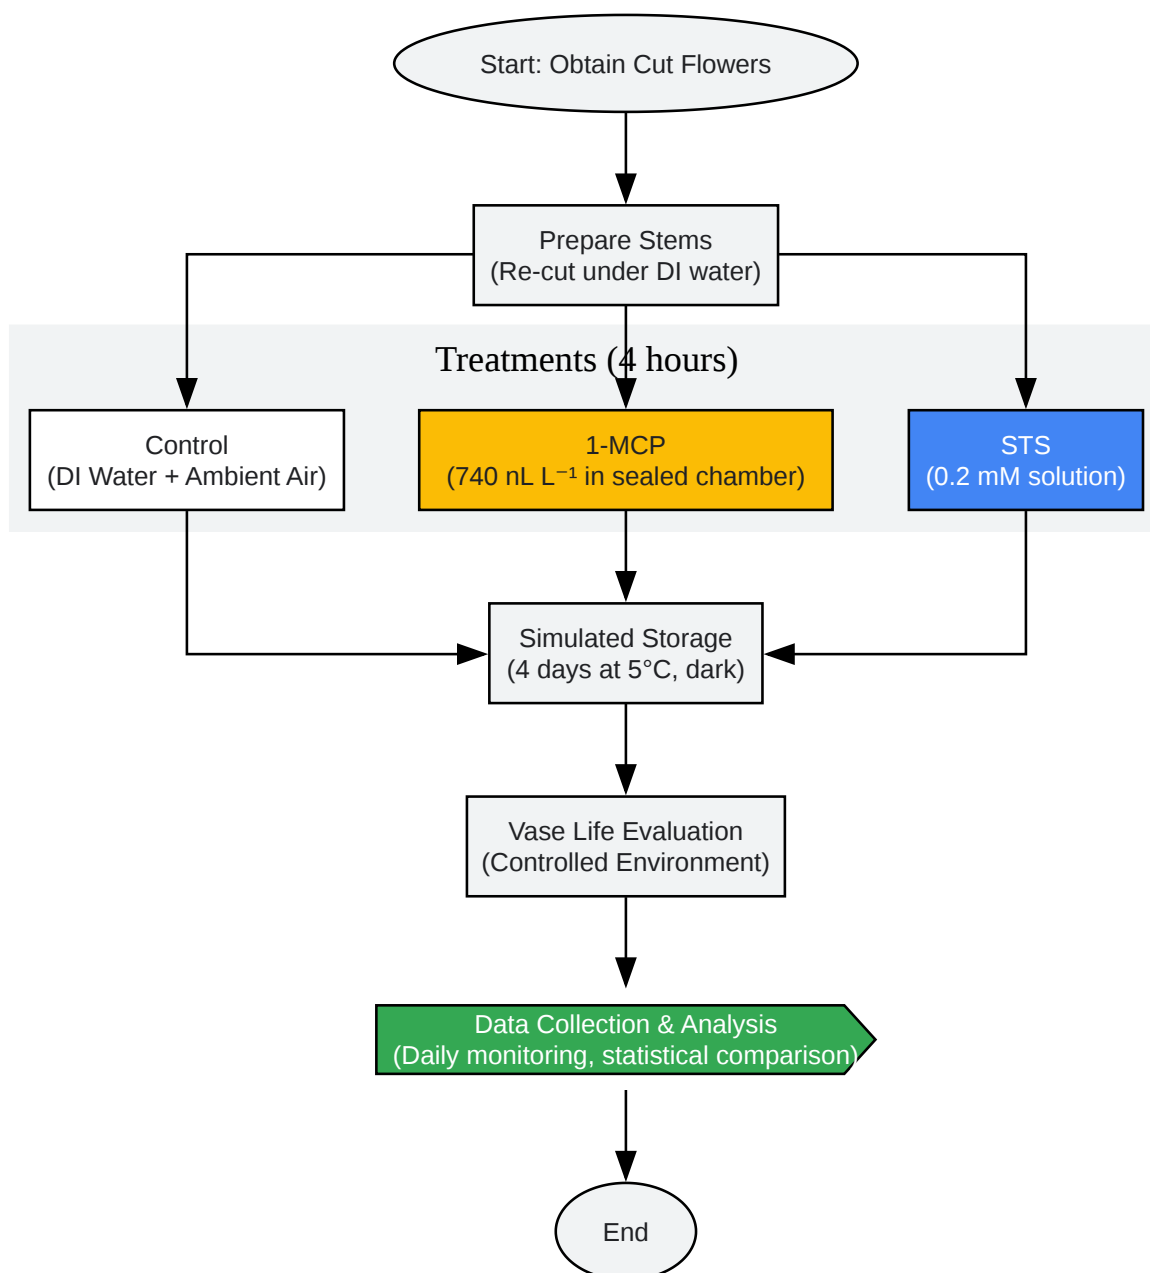 Start: Obtain Cut Flowers
Prepare Stems
(Re-cut under DI water)
Treatments (4 hours)
Control
(DI Water + Ambient Air)
1-MCP
(740 nL L⁻¹ in sealed chamber)
STS
(0.2 mM solution)
Simulated Storage
(4 days at 5°C, dark)
Vase Life Evaluation
(Controlled Environment)
Data Collection & Analysis
(Daily monitoring, statistical comparison)
End